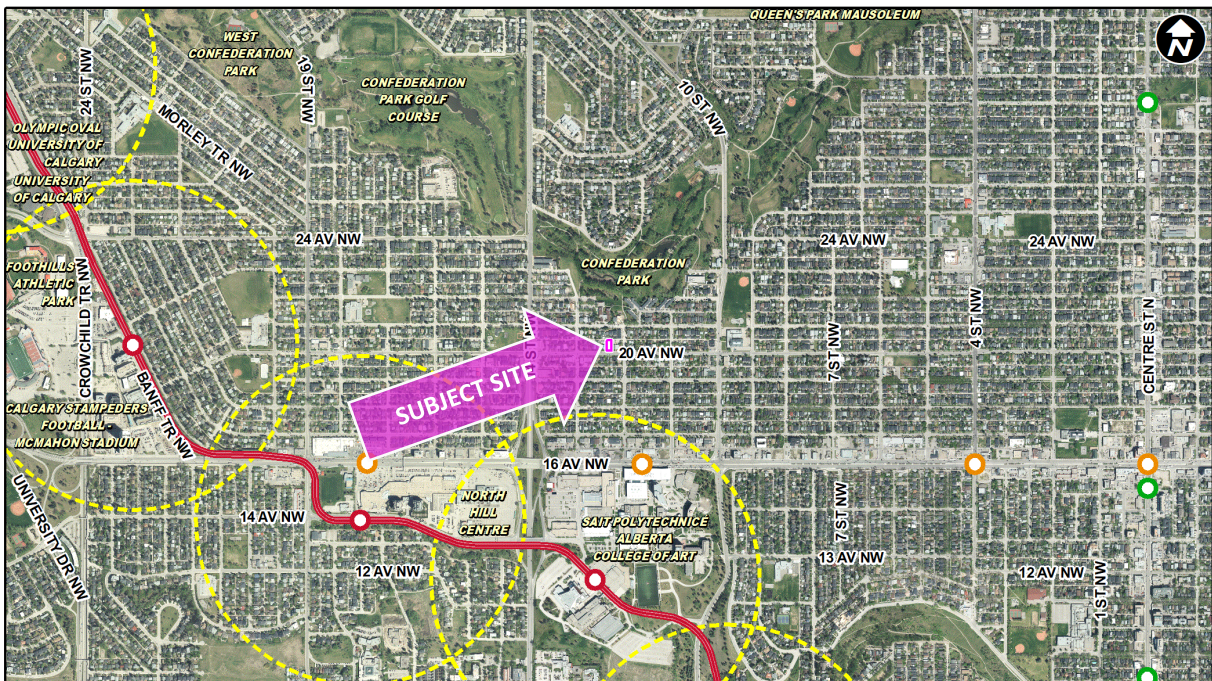 QUEEN'S PARK MAUSOLEUM
N
WEST
CONFEDERATION
PARK
24 ST NW
19 ST NW
CONFEDERATION
PARK GOLF
COURSE
10 ST NW
MORLEY TR NW
OLYMPIC OVAL
UNIVERSITY OF
CALGARY
UNIVERSITY
OF CALGARY
24 AV NW
24 AV NW
24 AV NW
CONFEDERATION
PARK
FOOTHILLS
ATHLETIC
PARK
CROWCHILD TR NW
20 AV NW
7 ST NW
4 ST NW
CENTRE ST N
SUBJECT SITE
BANFF TR NW
CALGARY STAMPEDERS
FOOTBALL -
MCMAHON STADIUM
16 AV NW
UNIVERSITY DR NW
14 AV NW
NORTH
HILL
CENTRE
SAIT POLYTECHNICE
ALBERTA
COLLEGE OF ART
7 ST NW
13 AV NW
12 AV NW
12 AV NW
1 ST NW